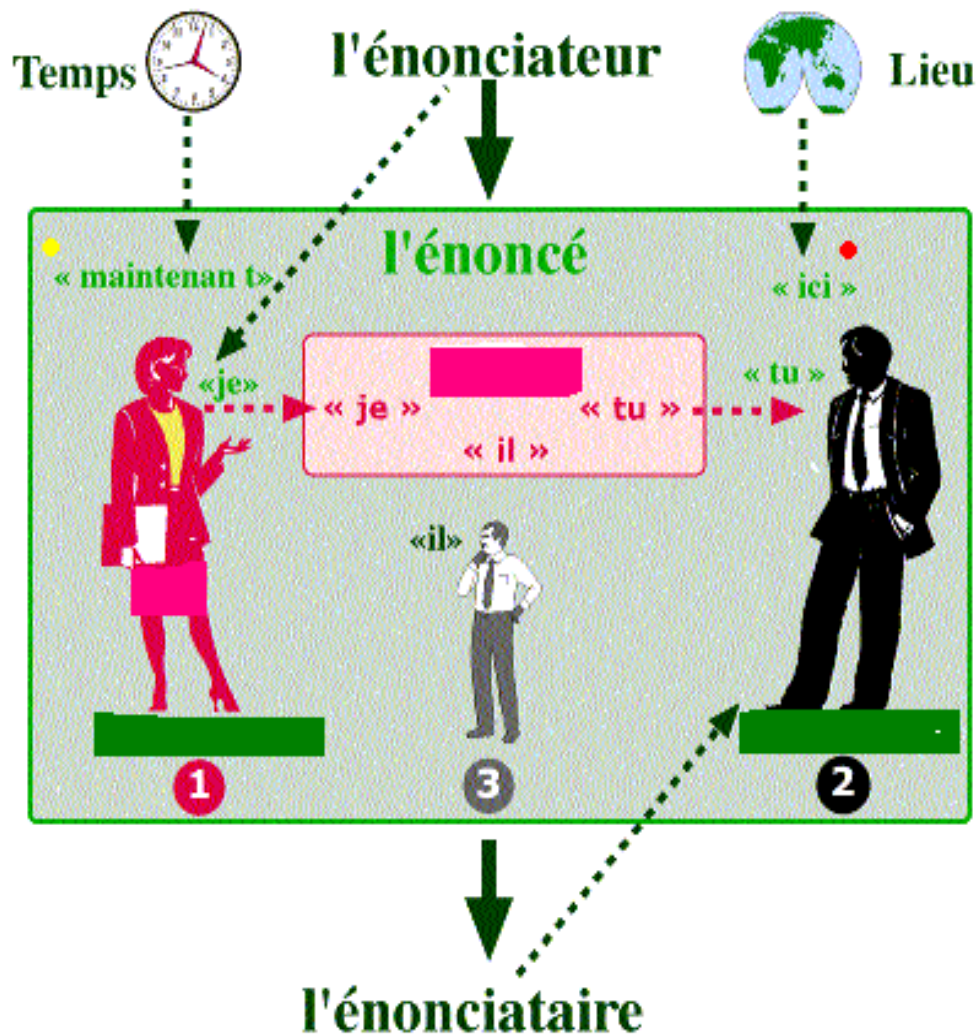 Temps
l'énonciateur
Lieu
l'énoncé
« maintenan t»
« ici »
«je»
« tu »
« je »
« tu »
« il »
«il»
1
3
2
l'énonciataire